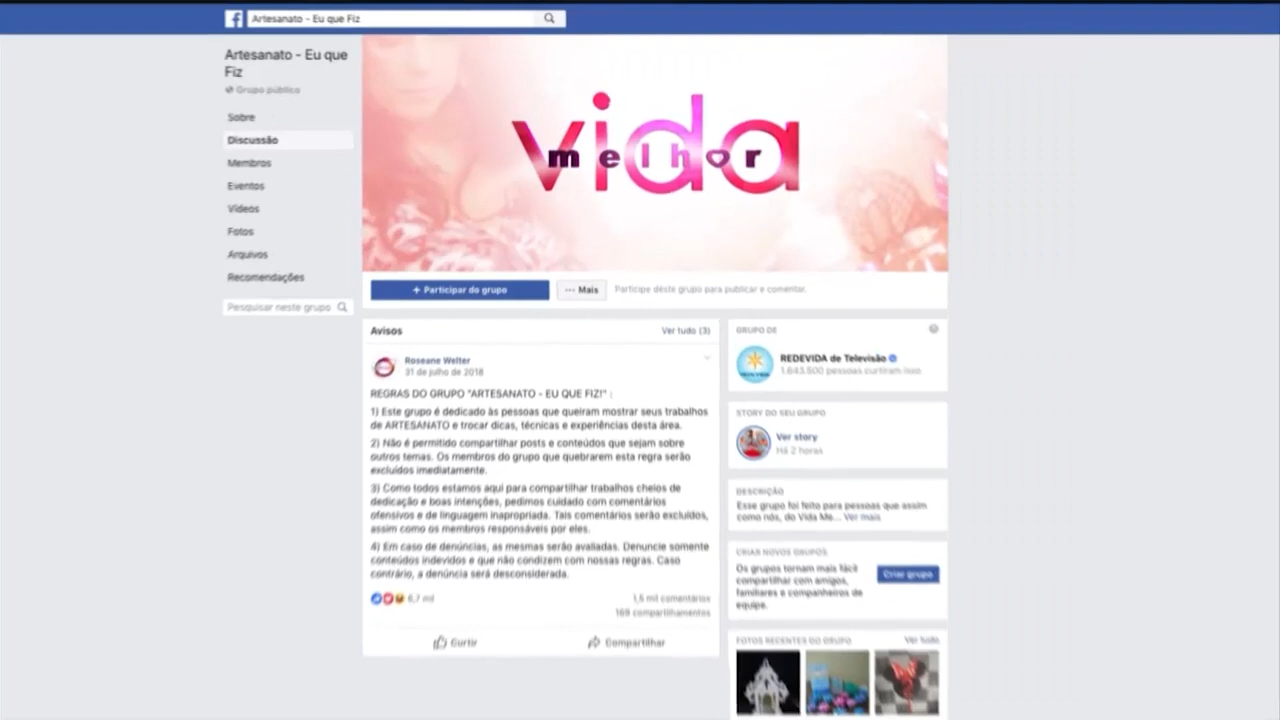 Artesanato - Eu que Fiz
Artesanato - Eu que
Fiz
Grupo público
Sobre
Discussão
Membros
Eventos
Vídeos
Fotos
Arquivos
Recomendações
Pesquisar neste grupo
vida
melhor
+ Participar do grupo
··· Mais
Participe deste grupo para publicar e comentar.
Avisos
Ver tudo (3)
Roseane Welter
31 de julho de 2018
REGRAS DO GRUPO "ARTESANATO - EU QUE FIZ!" :
1) Este grupo é dedicado às pessoas que queiram mostrar seus trabalhos
de ARTESANATO e trocar dicas, técnicas e experiências desta área.
2) Não é permitido compartilhar posts e conteúdos que sejam sobre
outros temas. Os membros do grupo que quebrarem esta regra serão
excluídos imediatamente.
3) Como todos estamos aqui para compartilhar trabalhos cheios de
dedicação e boas intenções, pedimos cuidado com comentários
ofensivos e de linguagem inapropriada. Tais comentários serão excluídos,
assim como os membros responsáveis por eles.
4) Em caso de denúncias, as mesmas serão avaliadas. Denuncie somente
conteúdos indevidos e que não condizem com nossas regras. Caso
contrário, a denúncia será desconsiderada.
6,7 mil
1,5 mil comentários
169 compartilhamentos
Curtir
Compartilhar
GRUPO DE
REDEVIDA de Televisão
1.643.500 pessoas curtiram isso
STORY DO SEU GRUPO
Ver story
Há 2 horas
DESCRIÇÃO
Esse grupo foi feito para pessoas que assim
como nós, do Vida Me... Ver mais
CRIAR NOVOS GRUPOS
Os grupos tornam mais fácil
compartilhar com amigos,
familiares e companheiros de
equipe.
Criar grupo
FOTOS RECENTES DO GRUPO
Ver tudo